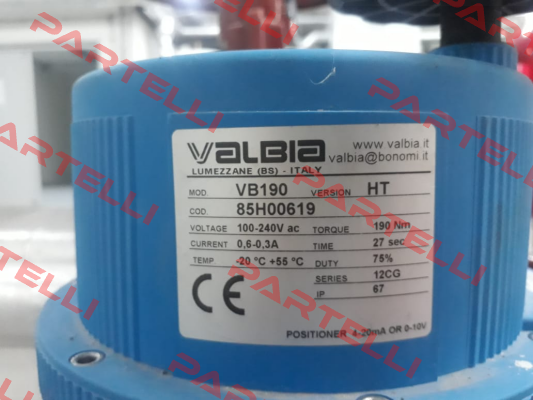 VALBIA
www.valbia.it
valbia@bonomi.it
LUMEZZANE (BS) - ITALY
MOD. VB190 VERSION HT
COD. 85H00619
VOLTAGE 100-240V ac TORQUE 190 Nm
CURRENT 0,6-0,3A TIME 27 sec
TEMP -20 °C +55 °C DUTY 75%
SERIES 12CG
CE IP 67
POSITIONER 4-20mA OR 0-10V
PARTELLI
PARTELLI
PARTELLI
PARTELLI
PARTELLI
PARTELLI